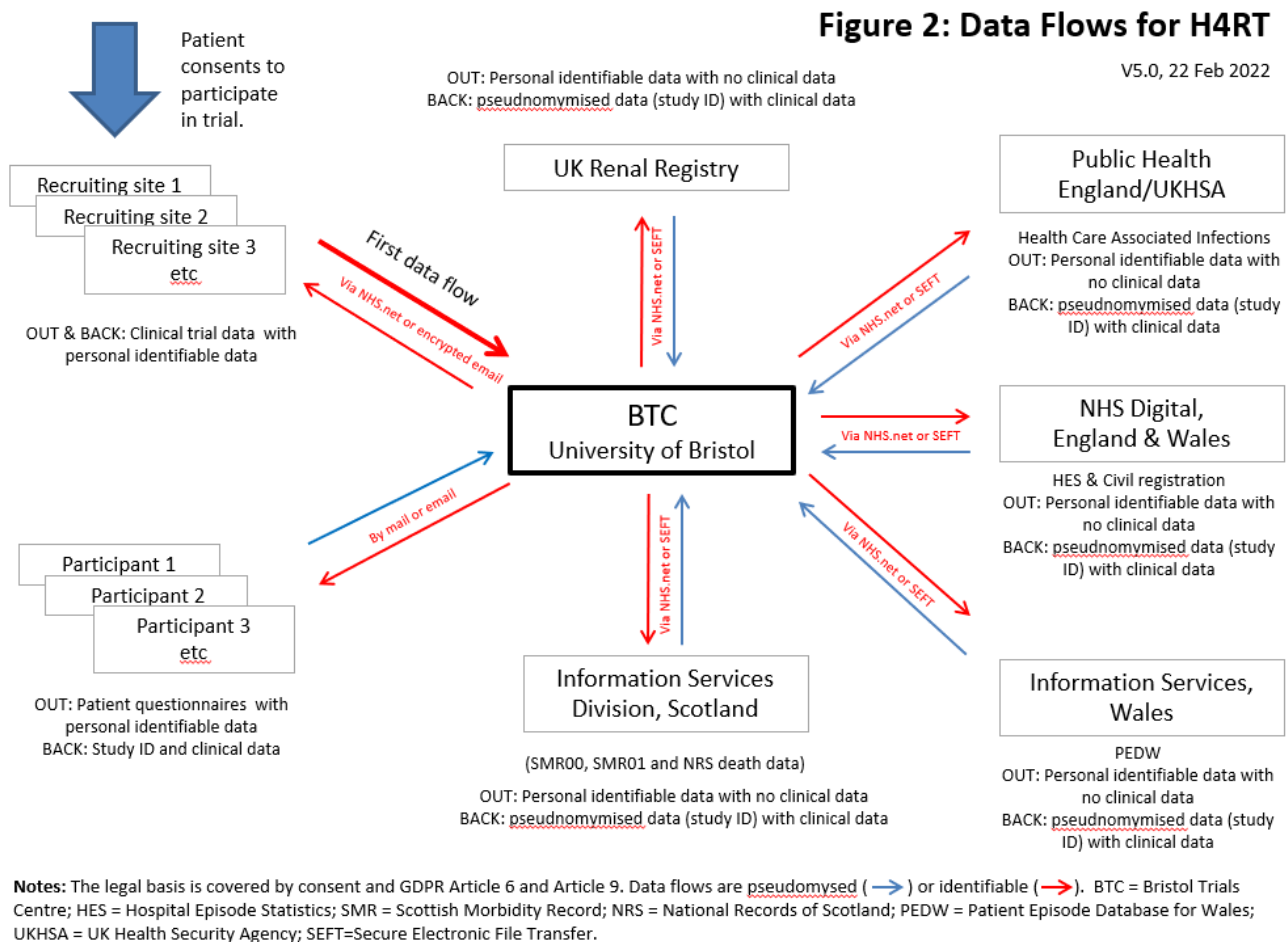 Figure 2: Data Flows for H4RT
V5.0, 22 Feb 2022
Patient
consents to
participate
in trial.
OUT: Personal identifiable data with no clinical data
BACK: pseudnomymised data (study ID) with clinical data
UK Renal Registry
Public Health
England/UKHSA
Health Care Associated Infections
OUT: Personal identifiable data with
no clinical data
BACK: pseudnomymised data (study
ID) with clinical data
Recruiting site 1
Recruiting site 2
Recruiting site 3
etc
OUT & BACK: Clinical trial data with
personal identifiable data
First data flow
Via NHS.net or encrypted email
Via NHS.net or SEFT
Via NHS.net or SEFT
BTC
University of Bristol
Via NHS.net or SEFT
NHS Digital,
England & Wales
HES & Civil registration
OUT: Personal identifiable data with
no clinical data
BACK: pseudnomymised data (study
ID) with clinical data
By mail or email
Via NHS.net or SEFT
Via NHS.net or SEFT
Participant 1
Participant 2
Participant 3
etc
OUT: Patient questionnaires with
personal identifiable data
BACK: Study ID and clinical data
Information Services
Division, Scotland
(SMR00, SMR01 and NRS death data)
OUT: Personal identifiable data with no clinical data
BACK: pseudnomymised data (study ID) with clinical data
Information Services,
Wales
PEDW
OUT: Personal identifiable data with
no clinical data
BACK: pseudnomymised data (study
ID) with clinical data
Notes: The legal basis is covered by consent and GDPR Article 6 and Article 9. Data flows are pseudomysed ( → ) or identifiable (→). BTC = Bristol Trials
Centre; HES = Hospital Episode Statistics; SMR = Scottish Morbidity Record; NRS = National Records of Scotland; PEDW = Patient Episode Database for Wales;
UKHSA = UK Health Security Agency; SEFT=Secure Electronic File Transfer.